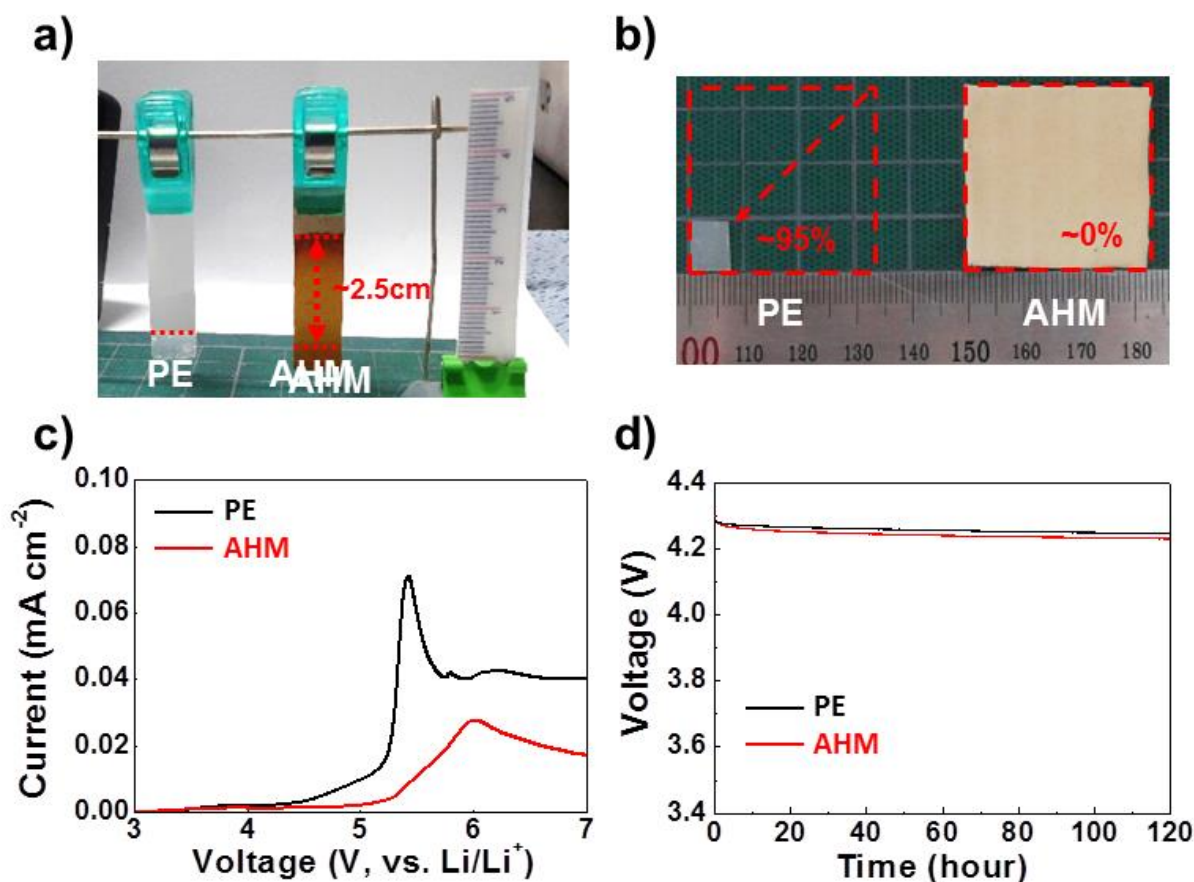 a)
~2.5cm
PE
AHM
AHM
b)
~95%
~0%
PE
AHM
00 110 120 130 140 150 160 170 180
c)
0.10
0.08
0.06
0.04
0.02
0.00
Current (mA cm⁻²)
PE
AHM
3 4 5 6 7
Voltage (V, vs. Li/Li⁺)
d)
4.4
4.2
4.0
3.8
3.6
3.4
Voltage (V)
PE
AHM
0 20 40 60 80 100 120
Time (hour)